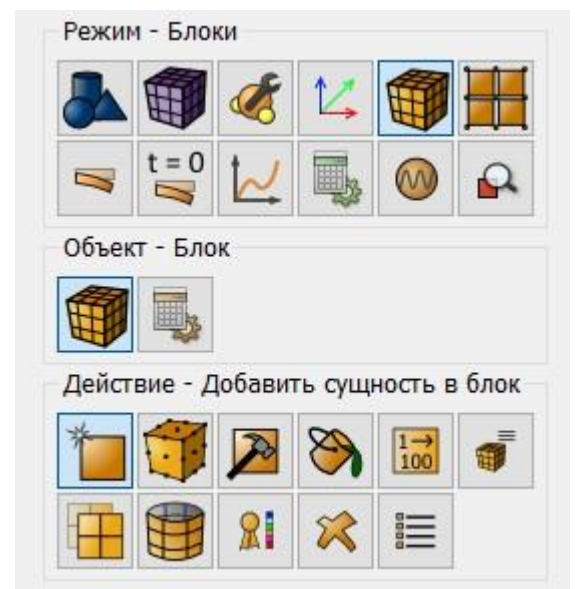 Режим - Блоки
t = 0
Объект - Блок
Действие - Добавить сущность в блок
1→
100